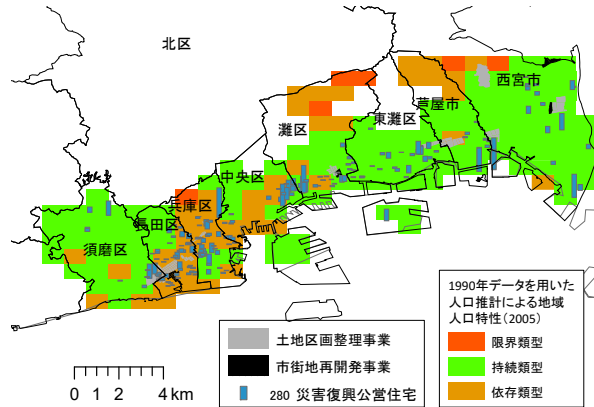 北区
西宮市
芦屋市
東灘区
灘区
中央区
兵庫区
長田区
須磨区
0 1 2 4 km
土地区画整理事業
市街地再開発事業
280 災害復興公営住宅
1990年データを用いた
人口推計による地域
人口特性(2005)
限界類型
持続類型
依存類型